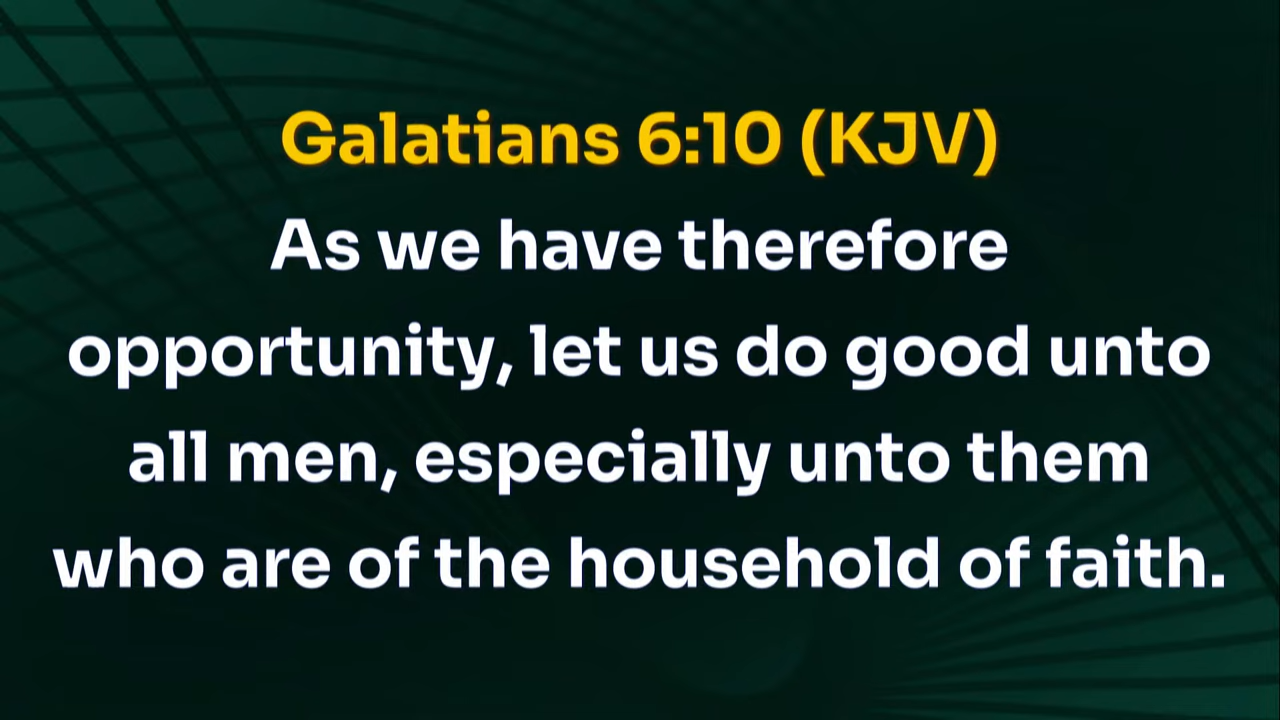 Galatians 6:10 (KJV)
As we have therefore
opportunity, let us do good unto
all men, especially unto them
who are of the household of faith.